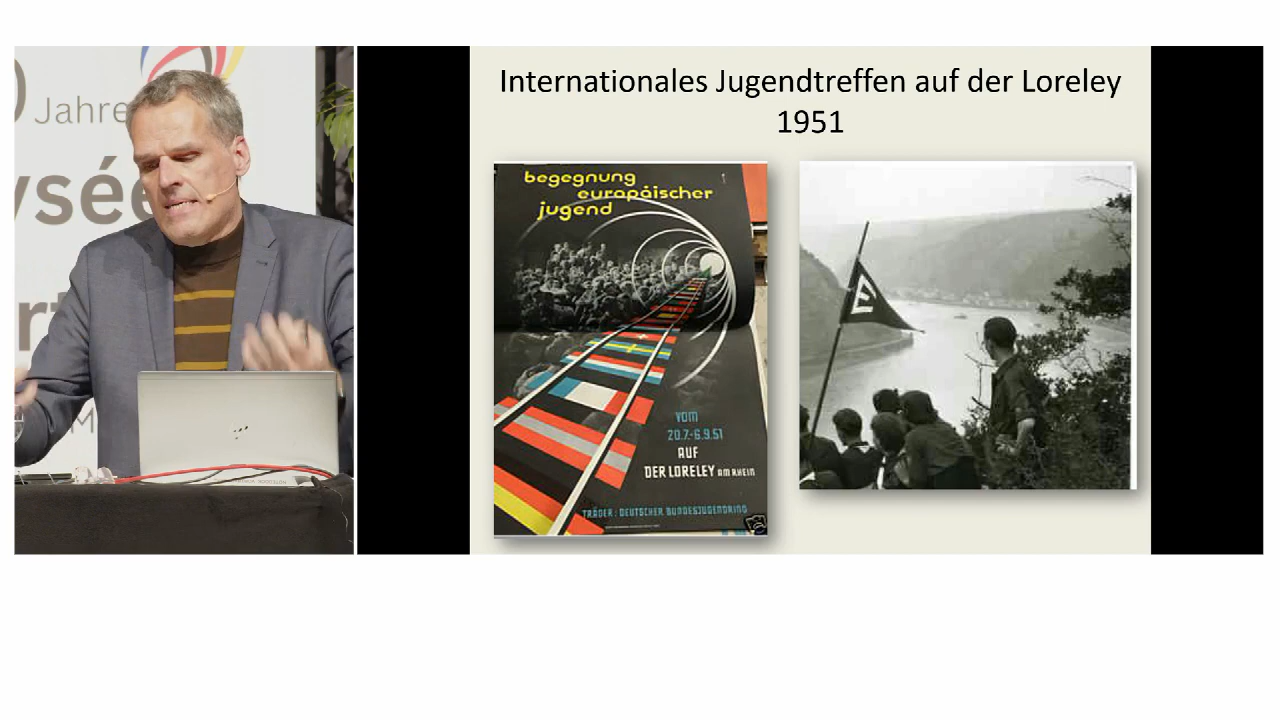 Jahre
ysée
rt
M
Internationales Jugendtreffen auf der Loreley
1951
begegnung
europäischer
jugend
VOM
20.7.-6.9.51
AUF
DER LORELEY AM RHEIN
TRÄGER: DEUTSCHER BUNDESJUGENDRING
E